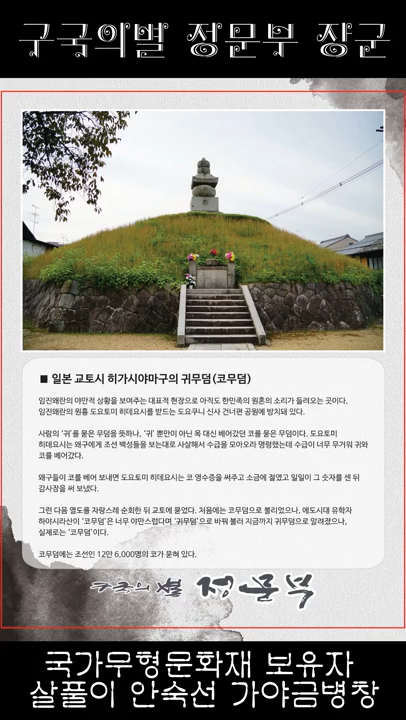 구국의별 정문부 장군
■ 일본 교토시 히가시야마구의 귀무덤(코무덤)
임진왜란의 야만적 상황을 보여주는 대표적 현장으로 아직도 한민족의 원혼의 소리가 들려오는 곳이다.
임진왜란의 원흉 도요토미 히데요시를 받드는 도요쿠니 신사 건너편 공원에 방치돼 있다.
사람의 '귀'를 묻은 무덤을 뜻하나, '귀' 뿐만이 아닌 목 대신 베어갔던 코를 묻은 무덤이다. 도요토미
히데요시는 왜구에게 조선 백성들을 보는대로 사살해서 수급을 모아오라 명령했는데 수급이 너무 무거워 귀와
코를 베어갔다.
왜구들이 코를 베어 보내면 도요토미 히데요시는 코 영수증을 써주고 소금에 절였고 일일이 그 숫자를 센 뒤
감사장을 써 보냈다.
그런 다음 열도를 자랑스레 순회한 뒤 교토에 묻었다. 처음에는 코무덤으로 불리었으나, 에도시대 유학자
하야시라산이 '코무덤'은 너무 야만스럽다며 '귀무덤'으로 바꿔 불러 지금까지 귀무덤으로 알려졌으나,
실제로는 '코무덤'이다.
코무덤에는 조선인 12만 6,000명의 코가 묻혀 있다.
구국의 별 정문부
국가무형문화재 보유자
살풀이 안숙선 가야금병창